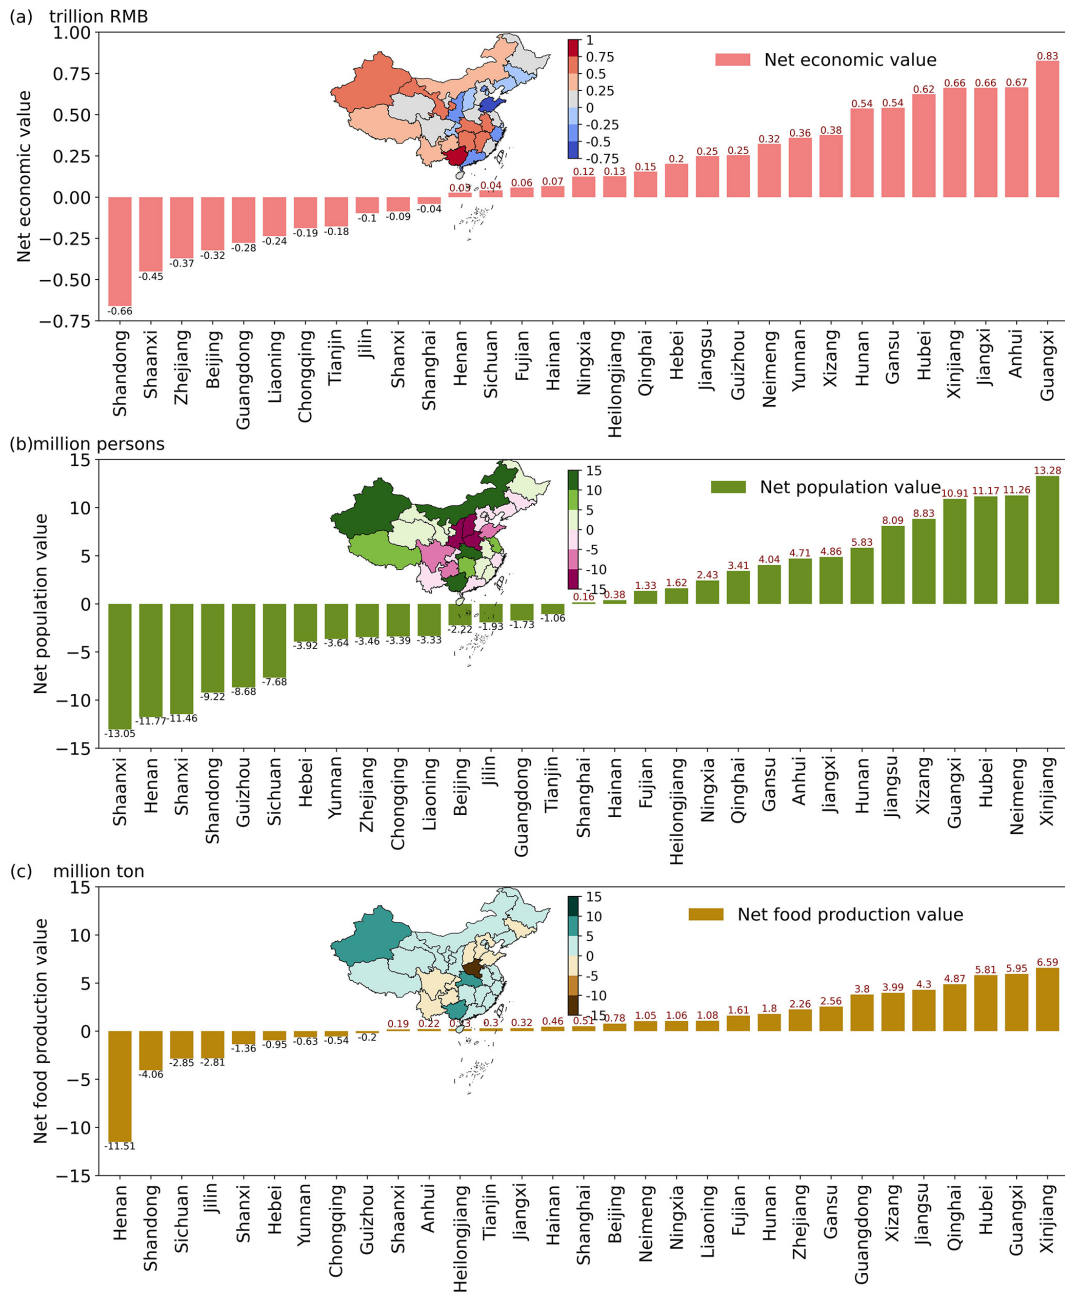 (a) trillion RMB
Net economic value
1.00
0.75
0.50
0.25
0.00
−0.25
−0.50
−0.75
1
0.75
0.5
0.25
0
-0.25
-0.5
-0.75
Net economic value
-0.66 -0.45 -0.37 -0.32 -0.28 -0.24 -0.19 -0.18 -0.1 -0.09 -0.04 0.03 0.04 0.06 0.07 0.12 0.13 0.15 0.2 0.25 0.25 0.32 0.36 0.38 0.54 0.54 0.62 0.66 0.66 0.67 0.83
Shandong Shaanxi Zhejiang Beijing Guangdong Liaoning Chongqing Tianjin Jilin Shanxi Shanghai Henan Sichuan Fujian Hainan Ningxia Heilongjiang Qinghai Hebei Jiangsu Guizhou Neimeng Yunnan Xizang Hunan Gansu Hubei Xinjiang Jiangxi Anhui Guangxi
(b)million persons
Net population value
15
10
5
0
−5
−10
−15
15
10
5
0
-5
-10
-15
Net population value
-13.05 -11.77 -11.46 -9.22 -8.68 -7.68 -3.92 -3.64 -3.46 -3.39 -3.33 -2.22 -1.93 -1.73 -1.06 0.16 0.38 1.33 1.62 2.43 3.41 4.04 4.71 4.86 5.83 8.09 8.83 10.91 11.17 11.26 13.28
Shaanxi Henan Shanxi Shandong Guizhou Sichuan Hebei Yunnan Zhejiang Chongqing Liaoning Beijing Jilin Guangdong Tianjin Shanghai Hainan Fujian Heilongjiang Ningxia Qinghai Gansu Anhui Jiangxi Hunan Jiangsu Xizang Guangxi Hubei Neimeng Xinjiang
(c) million ton
Net food production value
15
10
5
0
−5
−10
−15
15
10
5
0
-5
-10
-15
Net food production value
-11.51 -4.06 -2.85 -2.81 -1.36 -0.95 -0.63 -0.54 -0.2 0.19 0.22 0.3 0.32 0.46 0.51 0.78 1.05 1.06 1.08 1.61 1.8 2.26 2.56 3.8 3.99 4.3 4.87 5.81 5.95 6.59
Henan Shandong Sichuan Jilin Shanxi Hebei Yunnan Chongqing Guizhou Shaanxi Anhui Heilongjiang Tianjin Jiangxi Hainan Shanghai Beijing Neimeng Ningxia Liaoning Fujian Hunan Zhejiang Gansu Guangdong Xizang Jiangsu Qinghai Hubei Guangxi Xinjiang